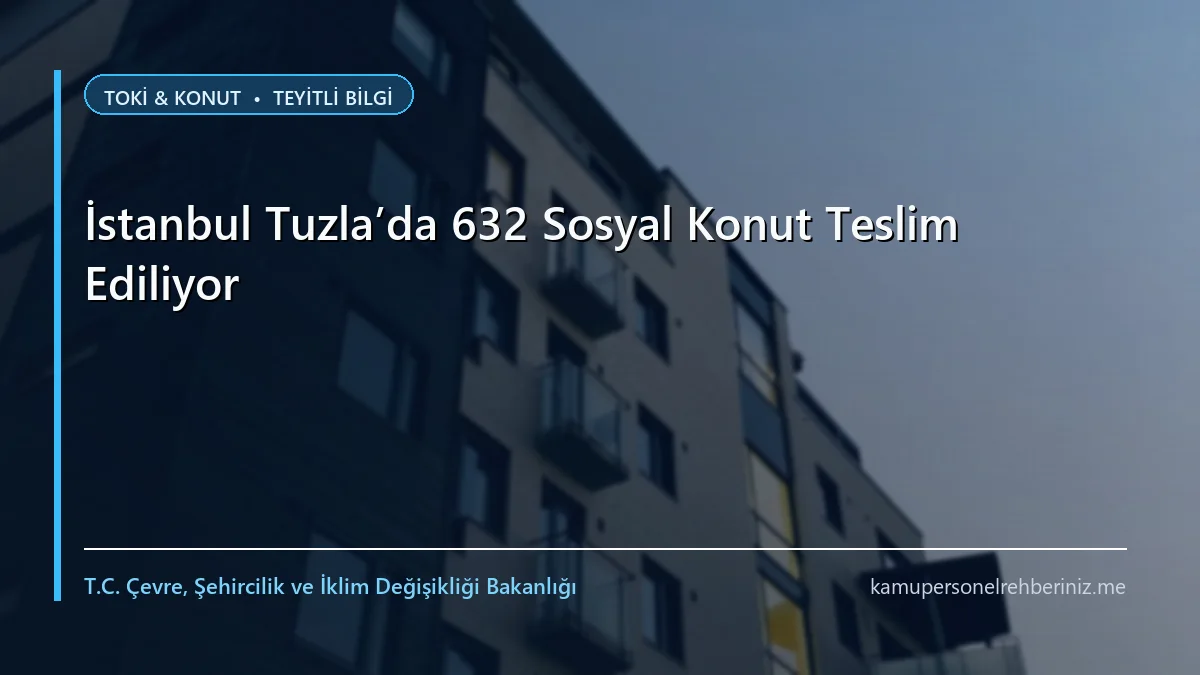 TOKİ & KONUT • TEYİTLİ BİLGİ
İstanbul Tuzla’da 632 Sosyal Konut Teslim
Ediliyor
T.C. Çevre, Şehircilik ve İklim Değişikliği Bakanlığı
kamupersonelrehberiniz.me